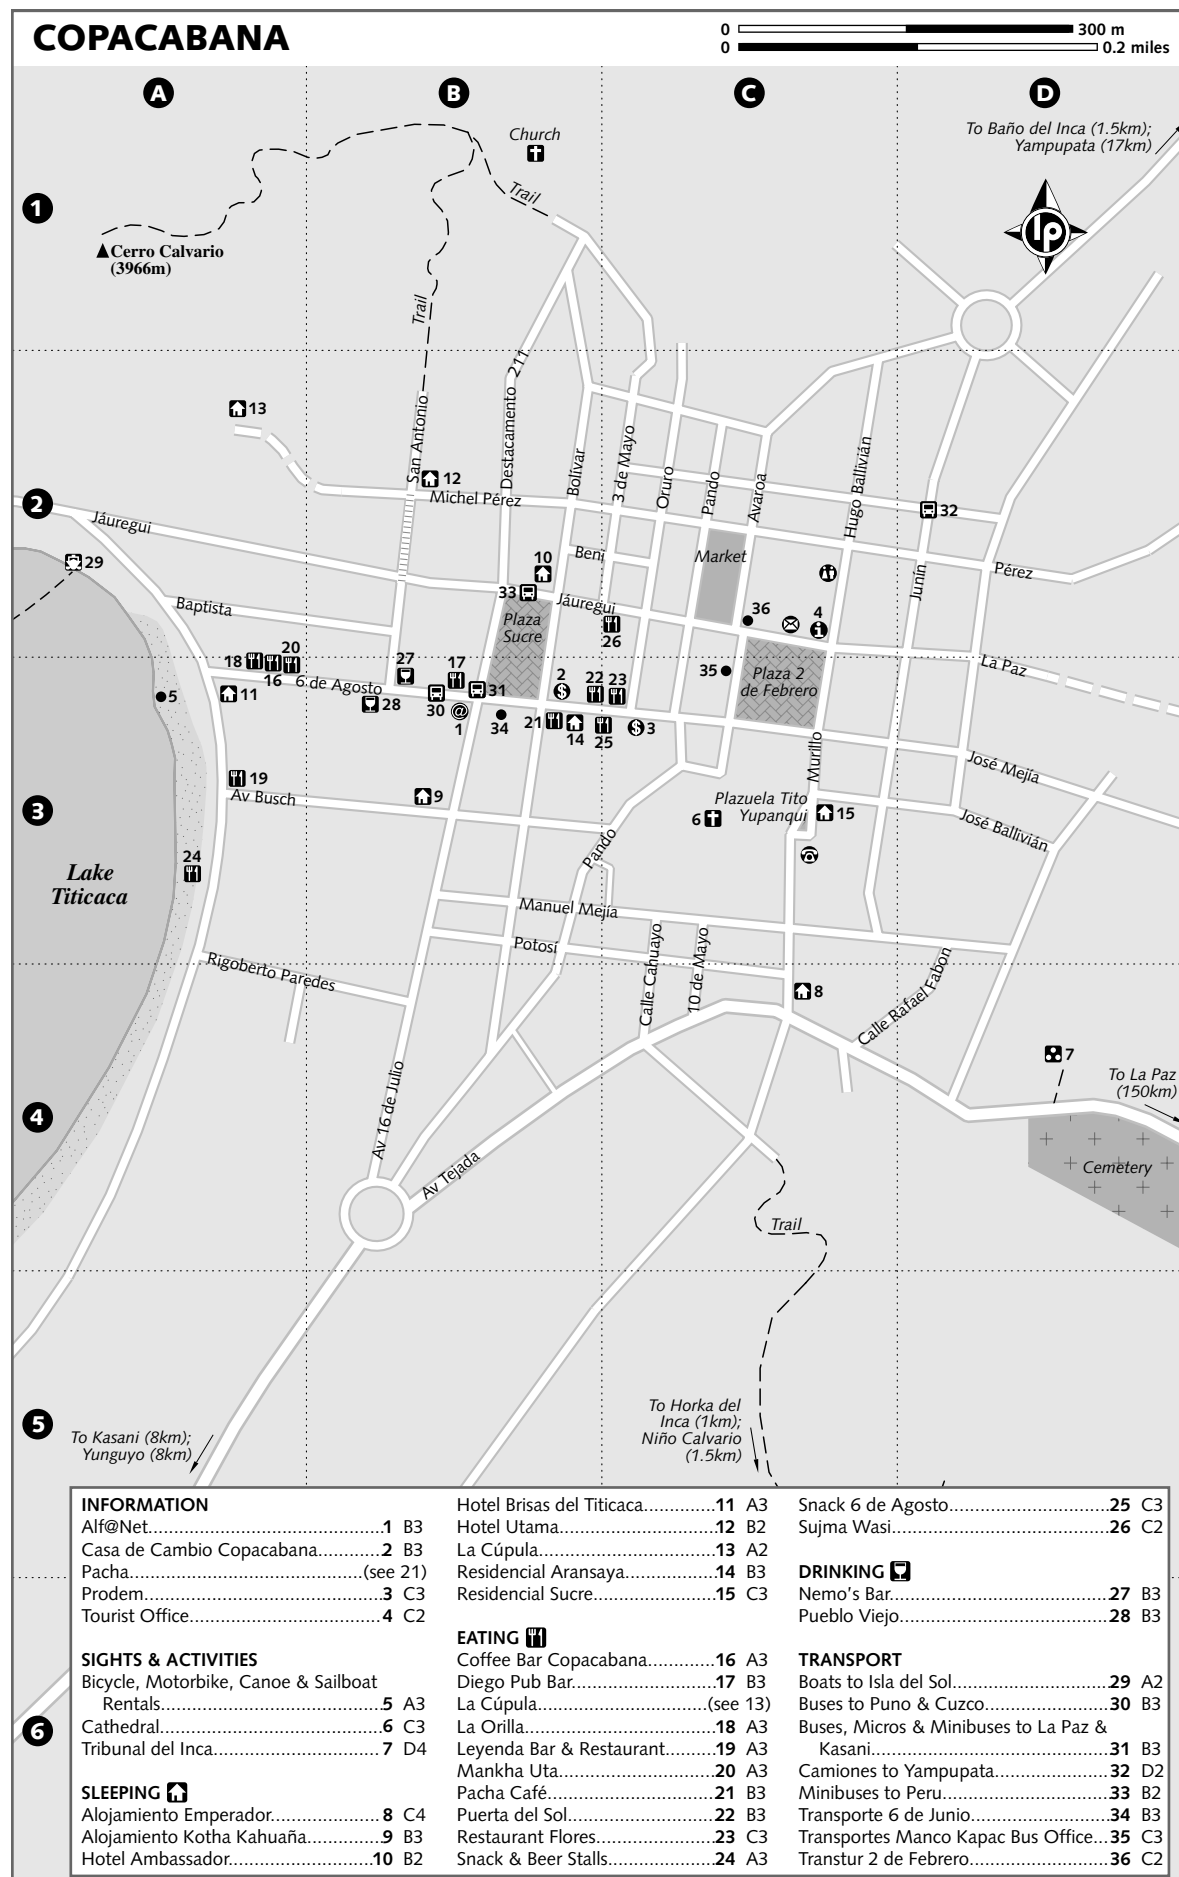 COPACABANA
0 300 m
0 0.2 miles
A
B
C
D
Church
To Baño del Inca (1.5km);
Yampupata (17km)
1
Trail
lp
Cerro Calvario
(3966m)
Trail
211
13
San Antonio
Destacamento
Bolívar
3 de Mayo
Oruro
Pando
Avaroa
Hugo Ballivián
12
Michel Pérez
2
32
Jáuregui
29
10
Beni
Market
Junín
Pérez
33
Jáuregui
36
4
Baptista
Plaza
Sucre
26
18
20
16
27
17
2
22
23
35
Plaza 2
de Febrero
La Paz
6 de Agosto
31
5
11
28
30
1
34
21
14
25
3
Murillo
José Mejía
19
Av Busch
9
Plazuela Tito
Yupanqui
6
15
José Ballivián
3
Pando
24
Lake
Titicaca
Manuel Mejía
Potosí
Calle Cahuayo
10 de Mayo
Calle Rafael Fabon
Rigoberto Paredes
8
7
To La Paz
(150km)
Av 16 de Julio
4
Av Tejada
Cemetery
Trail
5
To Kasani (8km);
Yunguyo (8km)
To Horka del
Inca (1km);
Niño Calvario
(1.5km)
6
INFORMATION
Alf@Net 1 B3
Casa de Cambio Copacabana 2 B3
Pacha (see 21)
Prodem 3 C3
Tourist Office 4 C2
SIGHTS & ACTIVITIES
Bicycle, Motorbike, Canoe & Sailboat
Rentals 5 A3
Cathedral 6 C3
Tribunal del Inca 7 D4
SLEEPING
Alojamiento Emperador 8 C4
Alojamiento Kotha Kahuaña 9 B3
Hotel Ambassador 10 B2
Hotel Brisas del Titicaca 11 A3
Hotel Utama 12 B2
La Cúpula 13 A2
Residencial Aransaya 14 B3
Residencial Sucre 15 C3
EATING
Coffee Bar Copacabana 16 A3
Diego Pub Bar 17 B3
La Cúpula (see 13)
La Orilla 18 A3
Leyenda Bar & Restaurant 19 A3
Mankha Uta 20 A3
Pacha Café 21 B3
Puerta del Sol 22 B3
Restaurant Flores 23 C3
Snack & Beer Stalls 24 A3
Snack 6 de Agosto 25 C3
Sujma Wasi 26 C2
DRINKING
Nemo's Bar 27 B3
Pueblo Viejo 28 B3
TRANSPORT
Boats to Isla del Sol 29 A2
Buses to Puno & Cuzco 30 B3
Buses, Micros & Minibuses to La Paz &
Kasani 31 B3
Camiones to Yampupata 32 D2
Minibuses to Peru 33 B2
Transporte 6 de Junio 34 B3
Transportes Manco Kapac Bus Office 35 C3
Transtur 2 de Febrero 36 C2